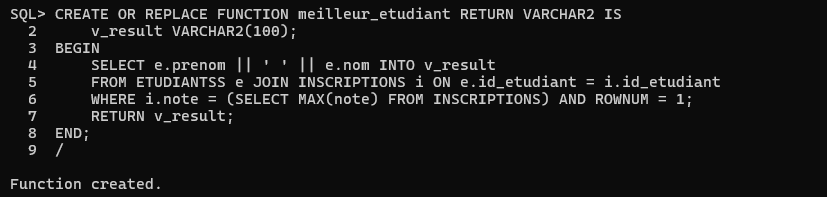 SQL> CREATE OR REPLACE FUNCTION meilleur_etudiant RETURN VARCHAR2 IS
  2      v_result VARCHAR2(100);
  3  BEGIN
  4      SELECT e.prenom || ' ' || e.nom INTO v_result
  5      FROM ETUDIANTSS e JOIN INSCRIPTIONS i ON e.id_etudiant = i.id_etudiant
  6      WHERE i.note = (SELECT MAX(note) FROM INSCRIPTIONS) AND ROWNUM = 1;
  7      RETURN v_result;
  8  END;
  9  /
Function created.